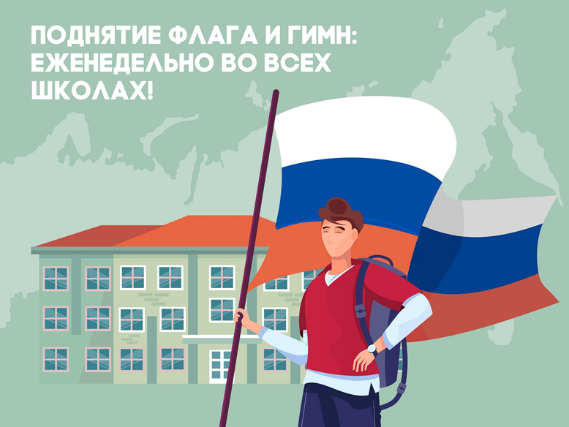 ПОДНЯТИЕ ФЛАГА И ГИМН:
ЕЖЕНЕДЕЛЬНО ВО ВСЕХ
ШКОЛАХ!